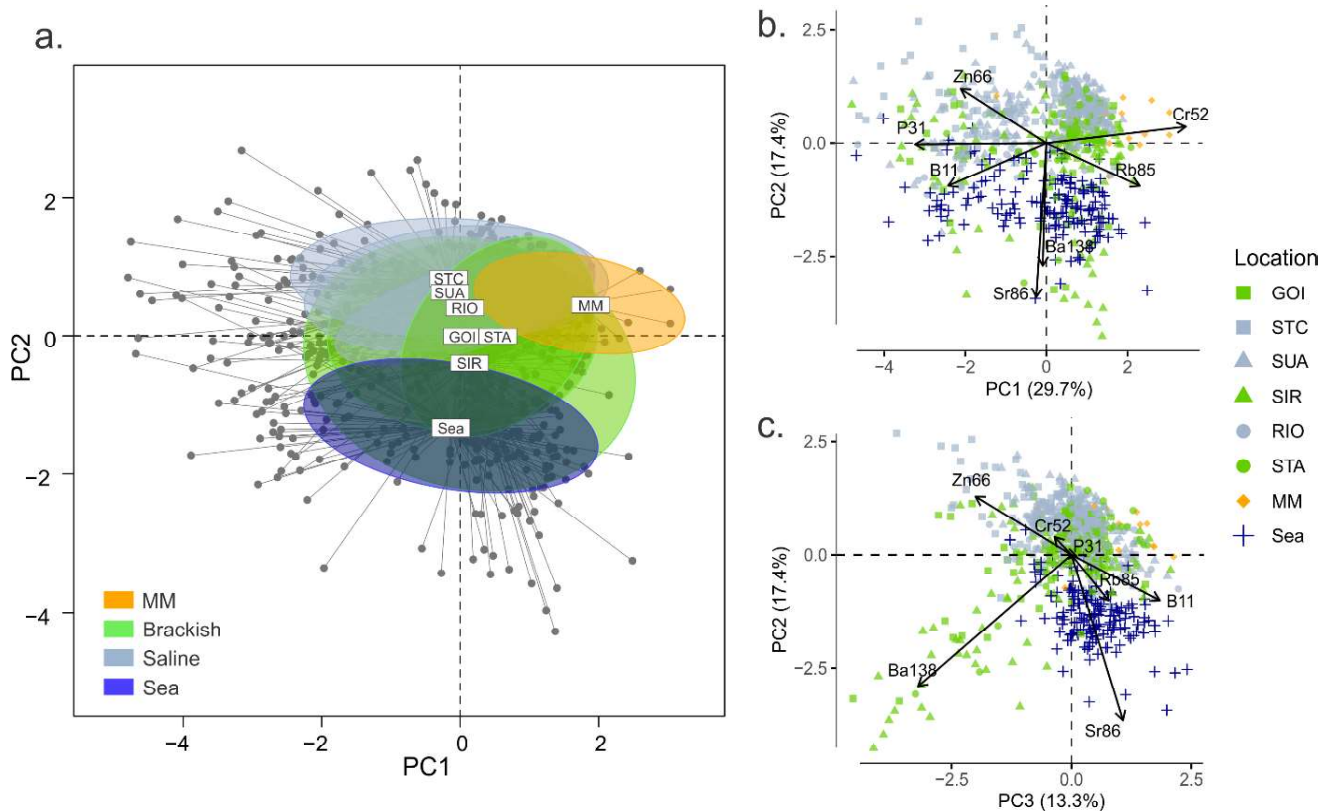 a.
2
0
−2
−4
PC2
STC
SUA
RIO
MM
GOI
STA
SIR
Sea
MM
Brackish
Saline
Sea
−4
−2
0
2
PC1
b.
2.5
0.0
−2.5
PC2 (17.4%)
Zn66
Cr52
P31
B11
Rb85
Ba138
Sr86
−4
−2
0
2
PC1 (29.7%)
c.
2.5
0.0
−2.5
PC2 (17.4%)
Zn66
Cr52
P31
Rb85
B11
Ba138
Sr86
−2.5
0.0
2.5
PC3 (13.3%)
Location
GOI
STC
SUA
SIR
RIO
STA
MM
Sea